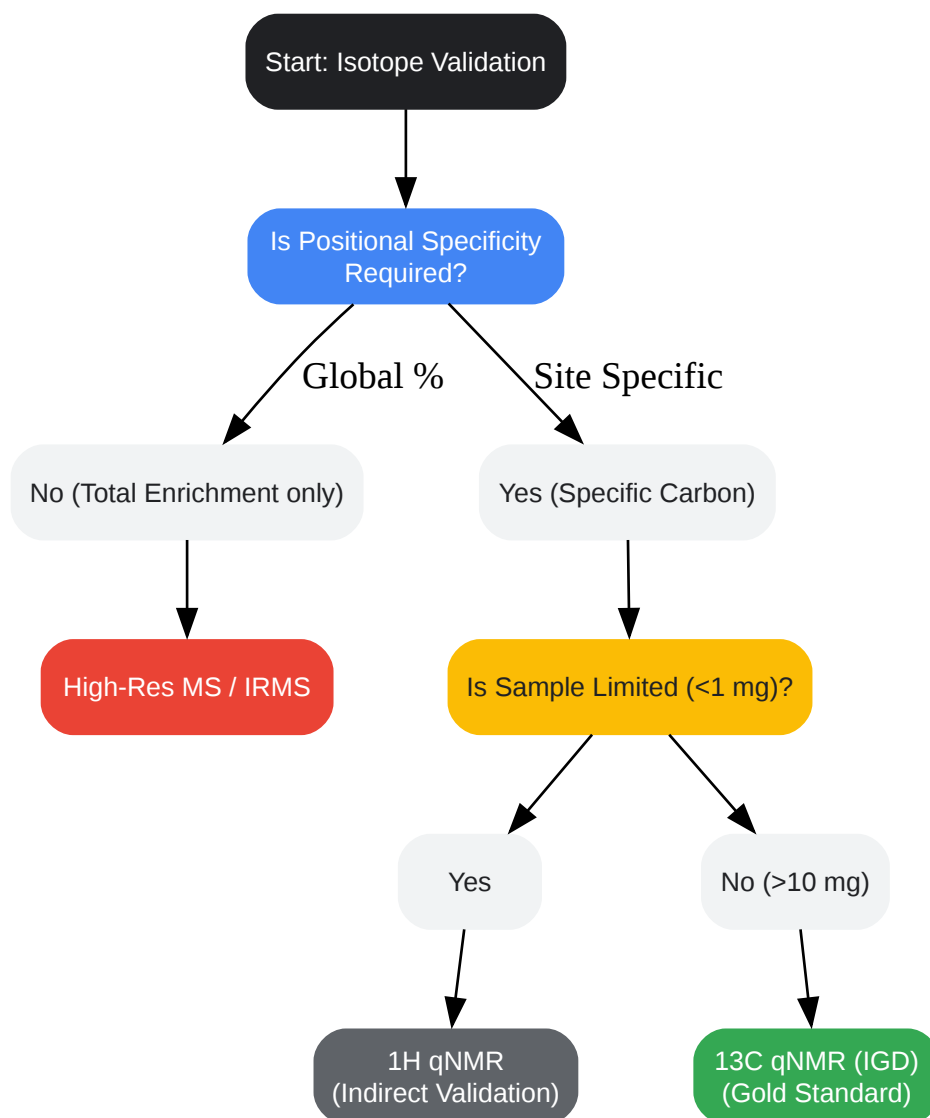 Start: Isotope Validation
Is Positional Specificity
Required?
Global %
Site Specific
No (Total Enrichment only)
Yes (Specific Carbon)
High-Res MS / IRMS
Is Sample Limited (<1 mg)?
Yes
No (>10 mg)
1H qNMR
(Indirect Validation)
13C qNMR (IGD)
(Gold Standard)